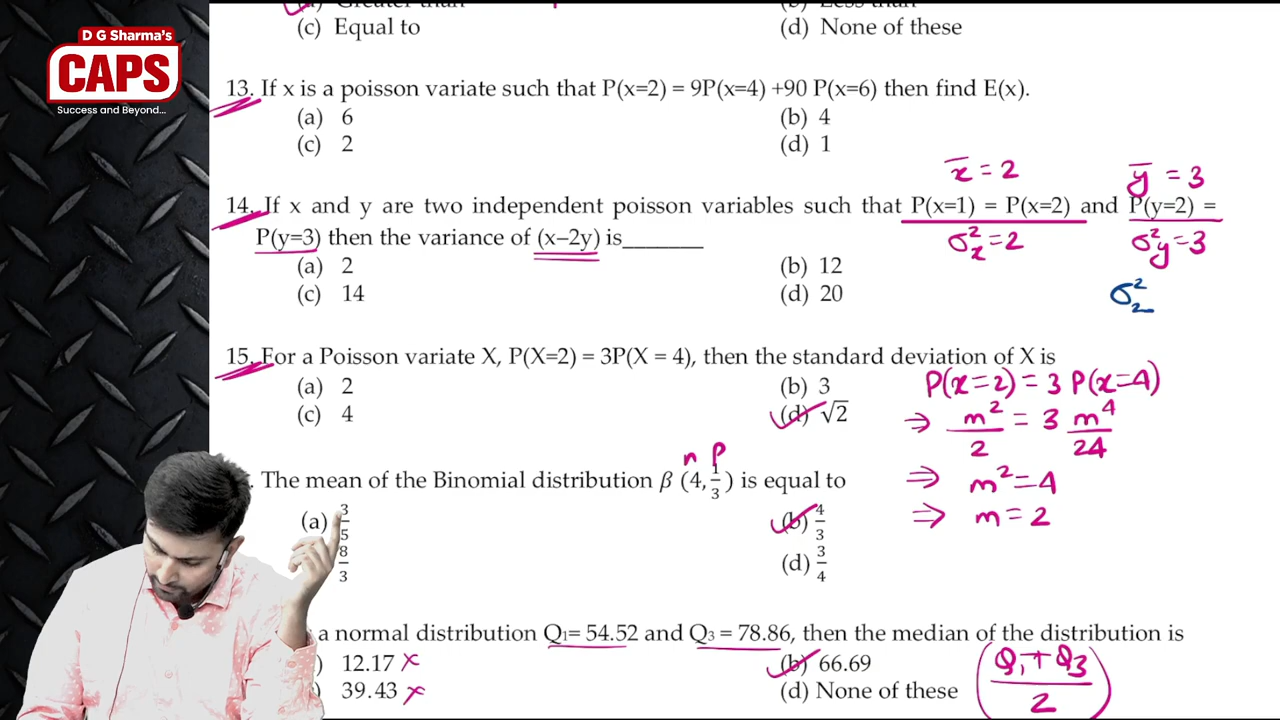 D G Sharma's
CAPS
Success and Beyond...
(c) Equal to
(d) None of these
13. If x is a poisson variate such that P(x=2) = 9P(x=4) +90 P(x=6) then find E(x).
(a) 6
(b) 4
(c) 2
(d) 1
x̄ = 2
ȳ = 3
14. If x and y are two independent poisson variables such that P(x=1) = P(x=2) and P(y=2) =
P(y=3) then the variance of (x–2y) is_______
σ²x = 2
σ²y = 3
(a) 2
(b) 12
(c) 14
(d) 20
σ²
15. For a Poisson variate X, P(X=2) = 3P(X = 4), then the standard deviation of X is
(a) 2
(b) 3
(c) 4
(d) √2
P(x=2) = 3 P(x=4)
⇒ m²/2 = 3 m⁴/24
⇒ m² = 4
⇒ m = 2
n p
. The mean of the Binomial distribution β (4, 1/3) is equal to
(a) 3/5
(b) 4/3
8/3
(d) 3/4
a normal distribution Q₁= 54.52 and Q₃ = 78.86, then the median of the distribution is
) 12.17 ×
(b) 66.69
) 39.43 ×
(d) None of these
(Q₁ + Q₃ / 2)